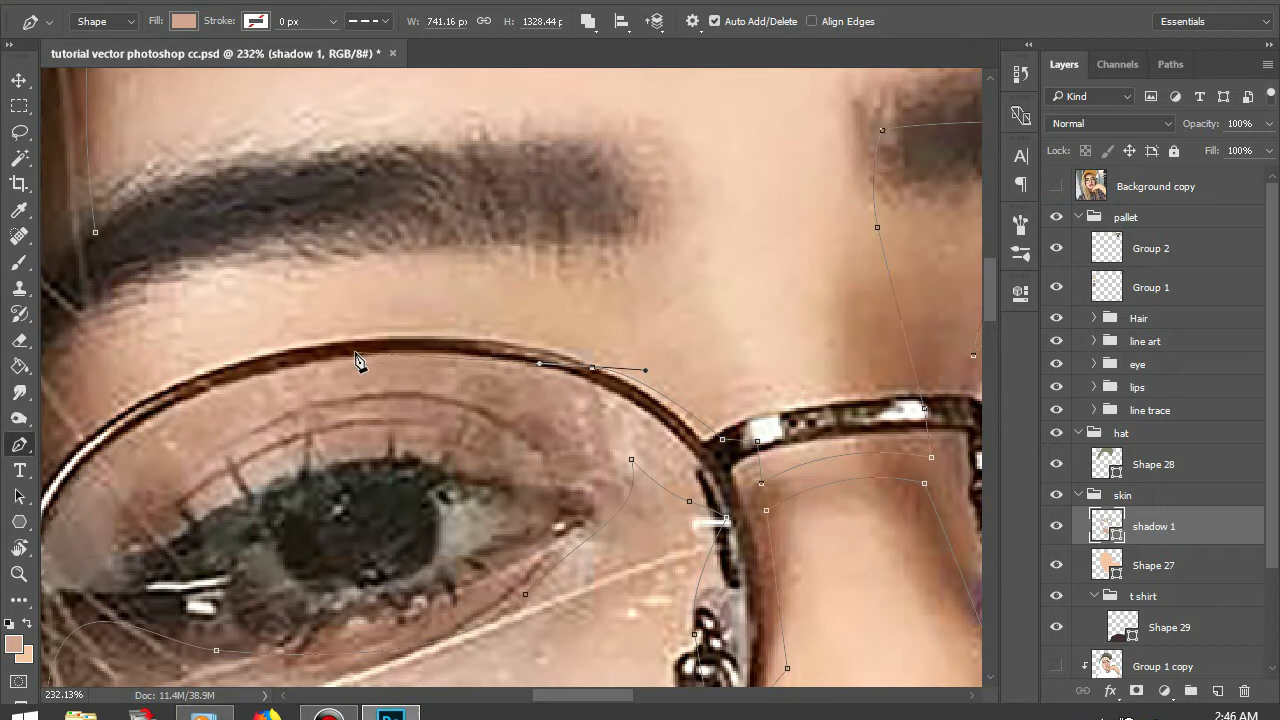 Shape Fill: Stroke: 0 px W: 741.16 px H: 1328.44 p Auto Add/Delete Align Edges Essentials
tutorial vector photoshop cc.psd @ 232% (shadow 1, RGB/8#) * ×
Layers Channels Paths
Kind
Normal Opacity: 100%
Lock: Fill: 100%
Background copy
pallet
Group 2
Group 1
Hair
line art
eye
lips
line trace
hat
Shape 28
skin
shadow 1
Shape 27
t shirt
Shape 29
Group 1 copy
232.13% Doc: 11.4M/38.9M
fx
Ps
2:46 AM